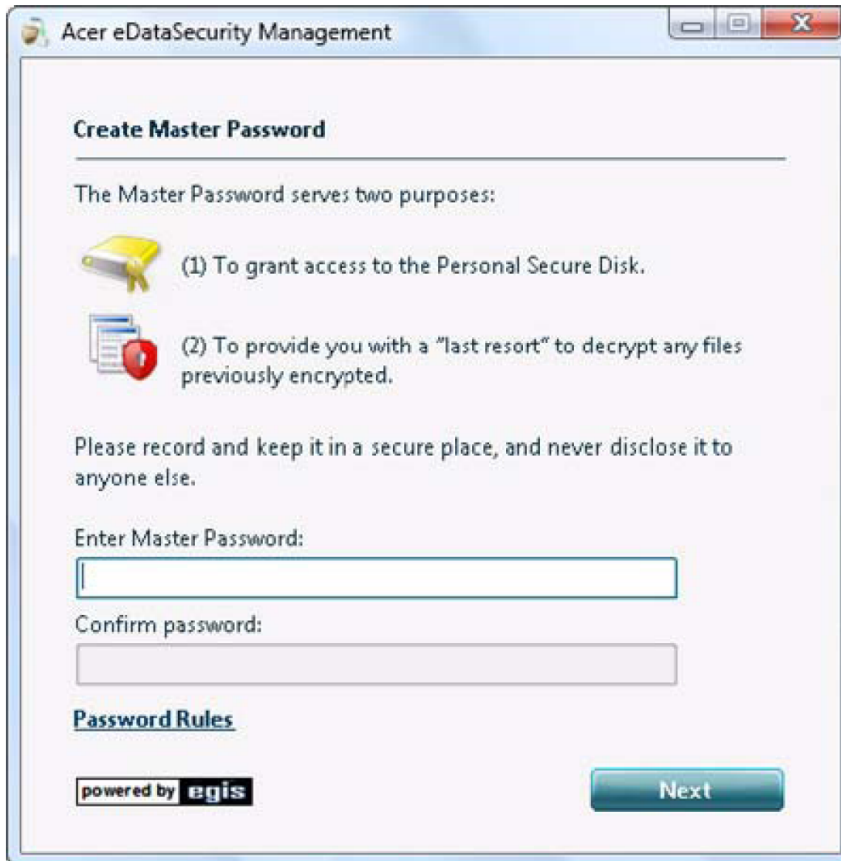 Acer eDataSecurity Management
Create Master Password
The Master Password serves two purposes:
(1) To grant access to the Personal Secure Disk.
(2) To provide you with a "last resort" to decrypt any files
previously encrypted.
Please record and keep it in a secure place, and never disclose it to
anyone else.
Enter Master Password:
Confirm password:
Password Rules
powered by egis
Next